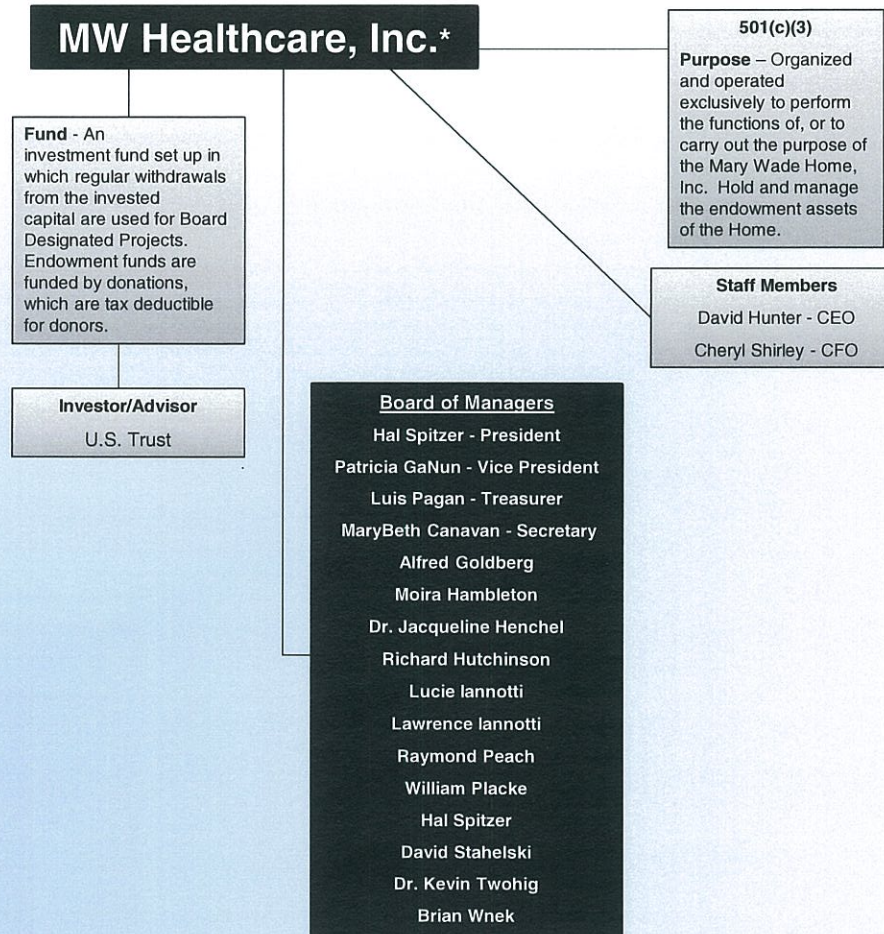 MW Healthcare, Inc.*
501(c)(3)
Purpose – Organized
and operated
exclusively to perform
the functions of, or to
carry out the purpose of
the Mary Wade Home,
Inc. Hold and manage
the endowment assets
of the Home.
Fund - An
investment fund set up in
which regular withdrawals
from the invested
capital are used for Board
Designated Projects.
Endowment funds are
funded by donations,
which are tax deductible
for donors.
Staff Members
David Hunter - CEO
Cheryl Shirley - CFO
Investor/Advisor
U.S. Trust
Board of Managers
Hal Spitzer - President
Patricia GaNun - Vice President
Luis Pagan - Treasurer
MaryBeth Canavan - Secretary
Alfred Goldberg
Moira Hambleton
Dr. Jacqueline Henchel
Richard Hutchinson
Lucie Iannotti
Lawrence Iannotti
Raymond Peach
William Placke
Hal Spitzer
David Stahelski
Dr. Kevin Twohig
Brian Wnek